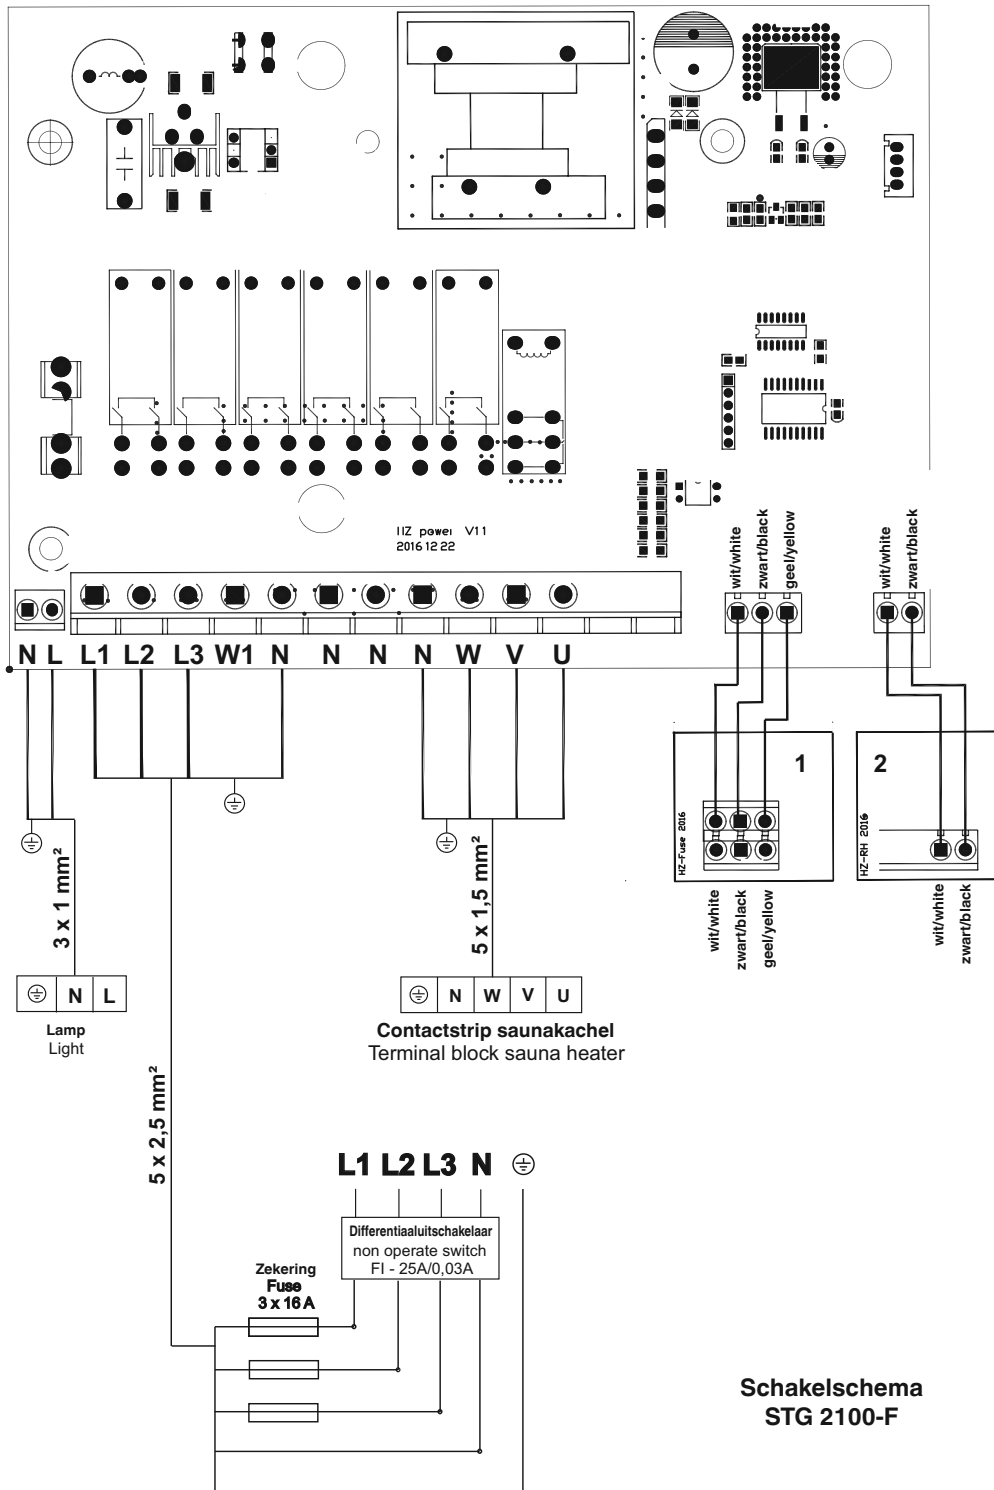 IIZ power V11
2016 12 22
wit/white
zwart/black
geel/yellow
wit/white
zwart/black
N L L1 L2 L3 W1 N N N N W V U
1
2
HZ-Fuse 2016
HZ-RH 2016
wit/white
zwart/black
geel/yellow
wit/white
zwart/black
3 x 1 mm²
5 x 1,5 mm²
N L
Lamp
Light
N W V U
Contactstrip saunakachel
Terminal block sauna heater
5 x 2,5 mm²
L1 L2 L3 N
Differentiaaluitschakelaar
non operate switch
FI - 25A/0,03A
Zekering
Fuse
3 x 16 A
Schakelschema
STG 2100-F